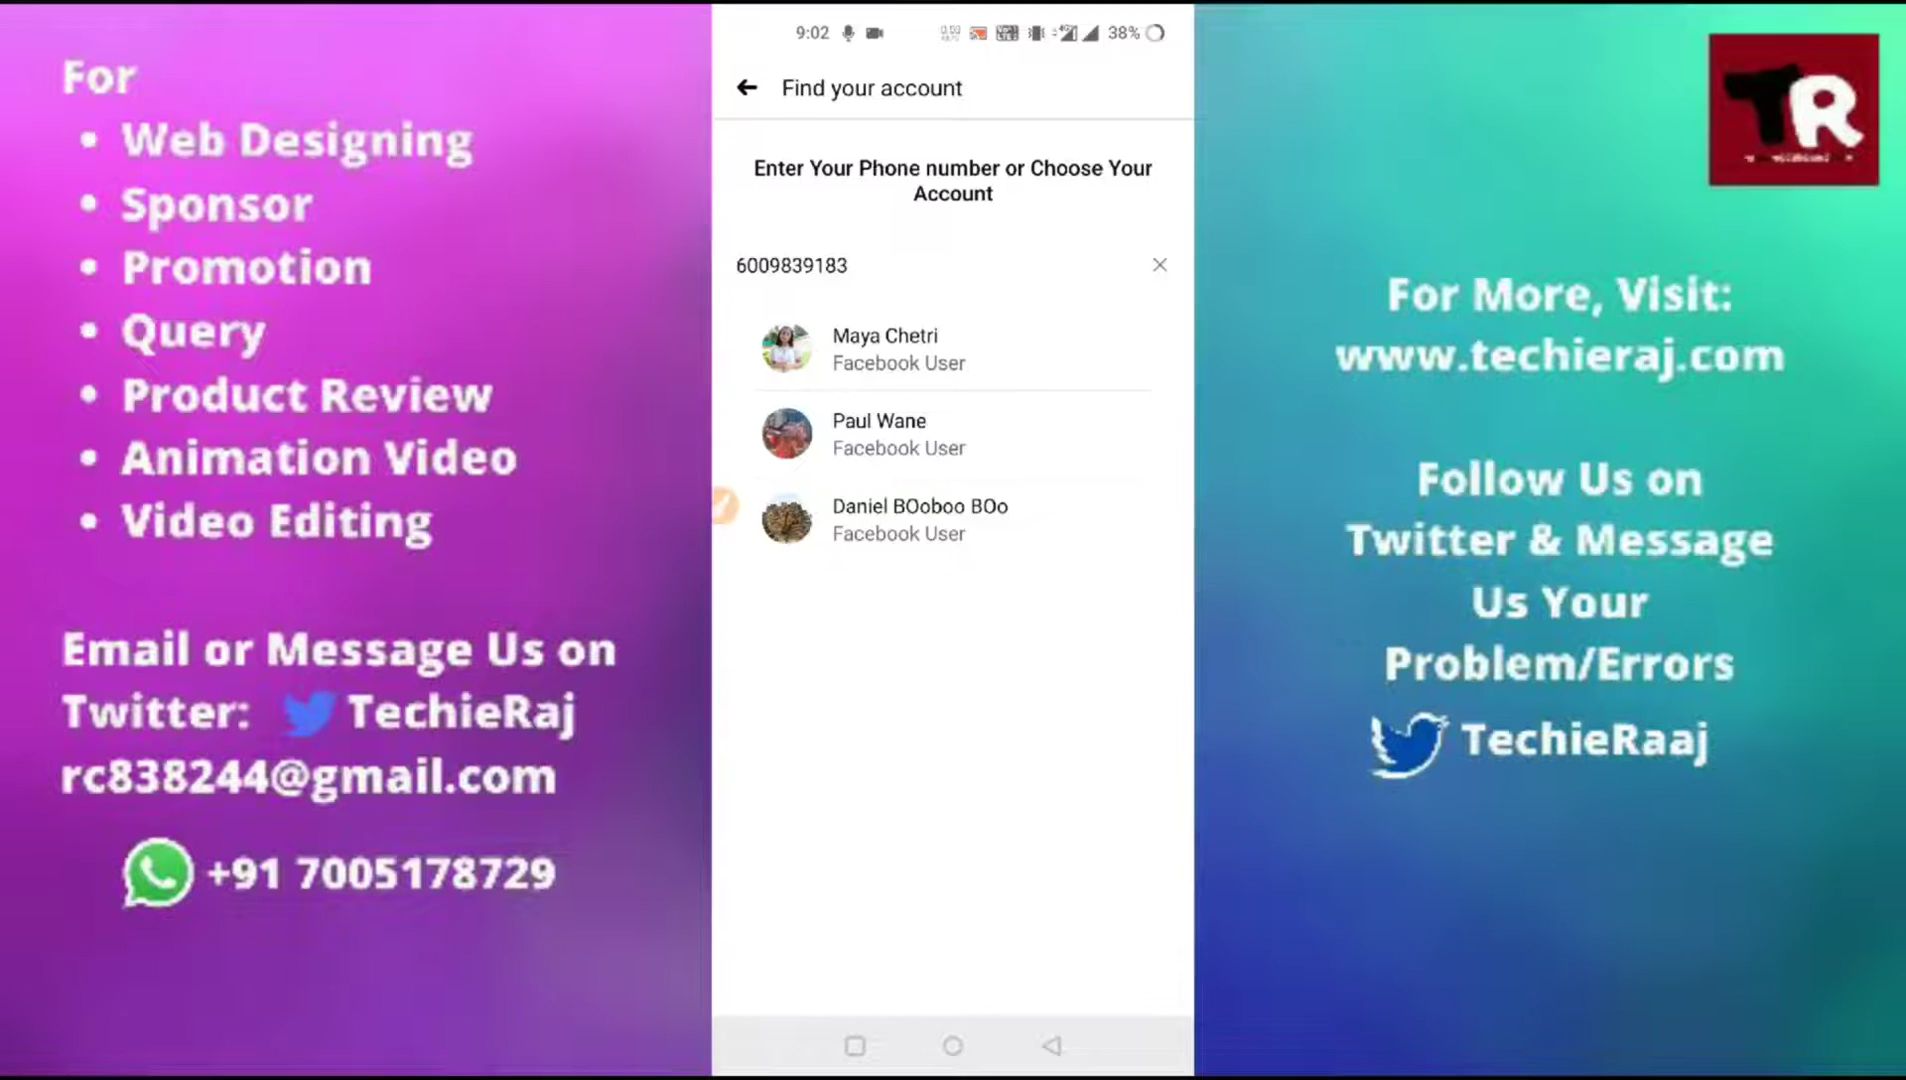 For
• Web Designing
• Sponsor
• Promotion
• Query
• Product Review
• Animation Video
• Video Editing
Email or Message Us on
Twitter: TechieRaj
rc838244@gmail.com
+91 7005178729
9:02 38%
Find your account
Enter Your Phone number or Choose Your
Account
6009839183
Maya Chetri
Facebook User
Paul Wane
Facebook User
Daniel BOoboo BOo
Facebook User
TR
For More, Visit:
www.techieraj.com
Follow Us on
Twitter & Message
Us Your
Problem/Errors
TechieRaaj